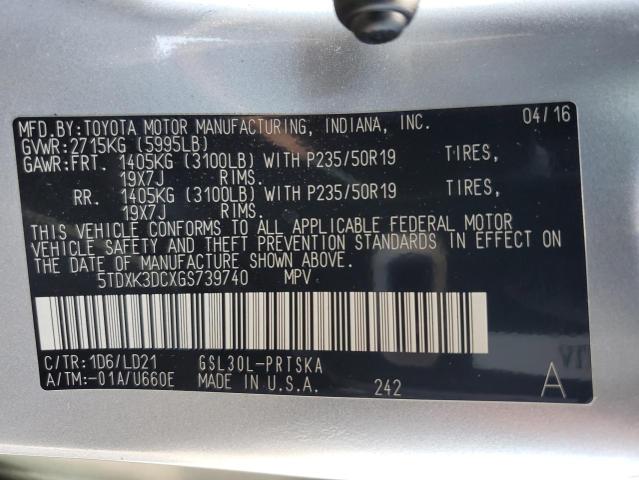 MFD.BY:TOYOTA MOTOR MANUFACTURING, INDIANA, INC. 04/16
GVWR:2715KG (5995LB)
GAWR:FRT. 1405KG (3100LB) WITH P235/50R19 TIRES,
19X7J RIMS.
RR. 1405KG (3100LB) WITH P235/50R19 TIRES,
19X7J RIMS.
THIS VEHICLE CONFORMS TO ALL APPLICABLE FEDERAL MOTOR
VEHICLE SAFETY AND THEFT PREVENTION STANDARDS IN EFFECT ON
THE DATE OF MANUFACTURE SHOWN ABOVE.
5TDXK3DCXGS739740 MPV
C/TR:1D6/LD21 GSL30L-PRTSKA
A/TM:-01A/U660E MADE IN U.S.A. 242 A